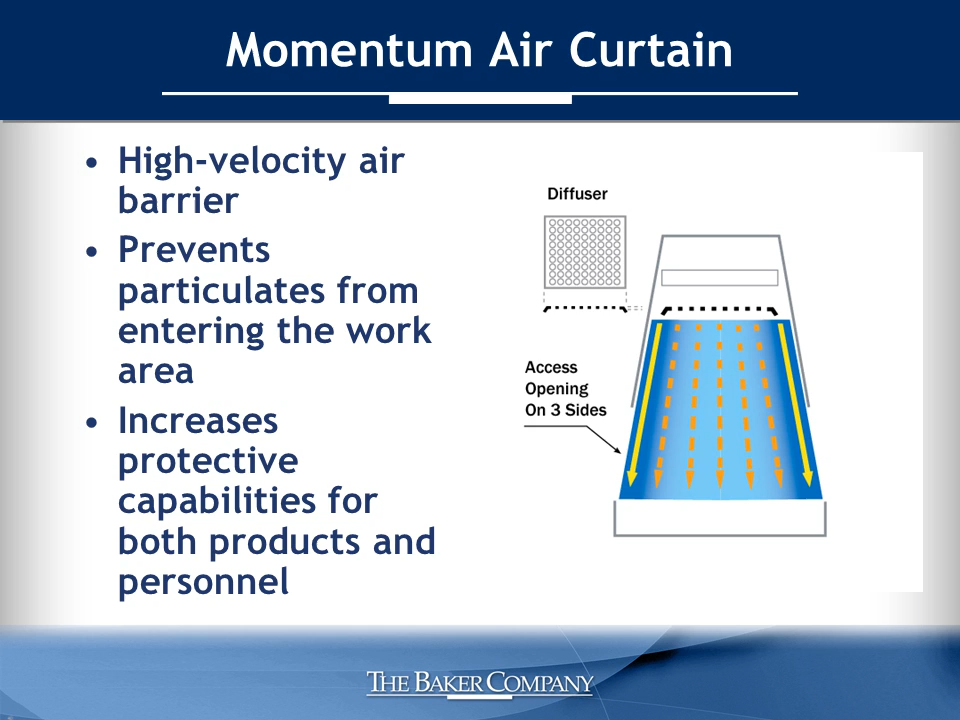 Momentum Air Curtain
• High-velocity air
barrier
• Prevents
particulates from
entering the work
area
• Increases
protective
capabilities for
both products and
personnel
Diffuser
Access
Opening
On 3 Sides
THE BAKER COMPANY